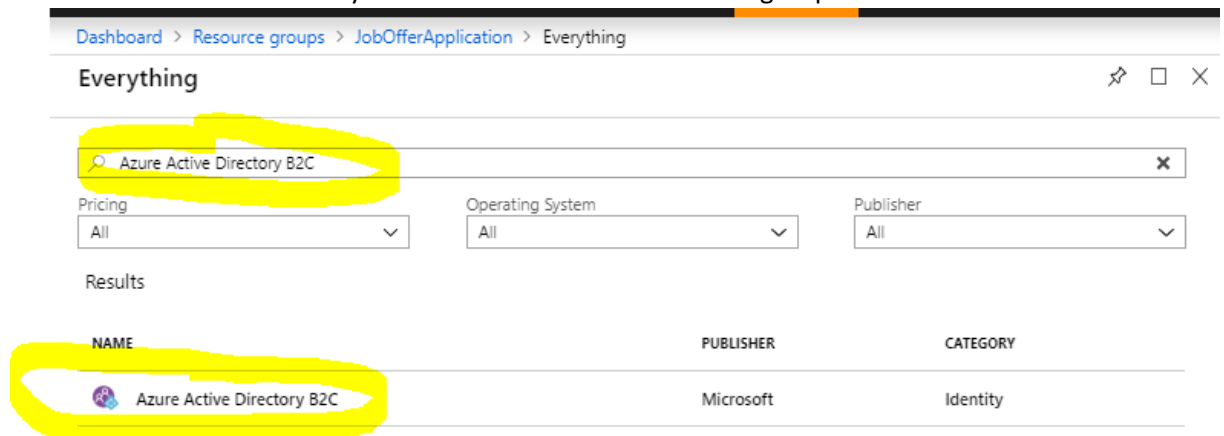 Dashboard > Resource groups > JobOfferApplication > Everything
Everything
Azure Active Directory B2C
Pricing Operating System Publisher
All All All
Results
NAME PUBLISHER CATEGORY
Azure Active Directory B2C Microsoft Identity